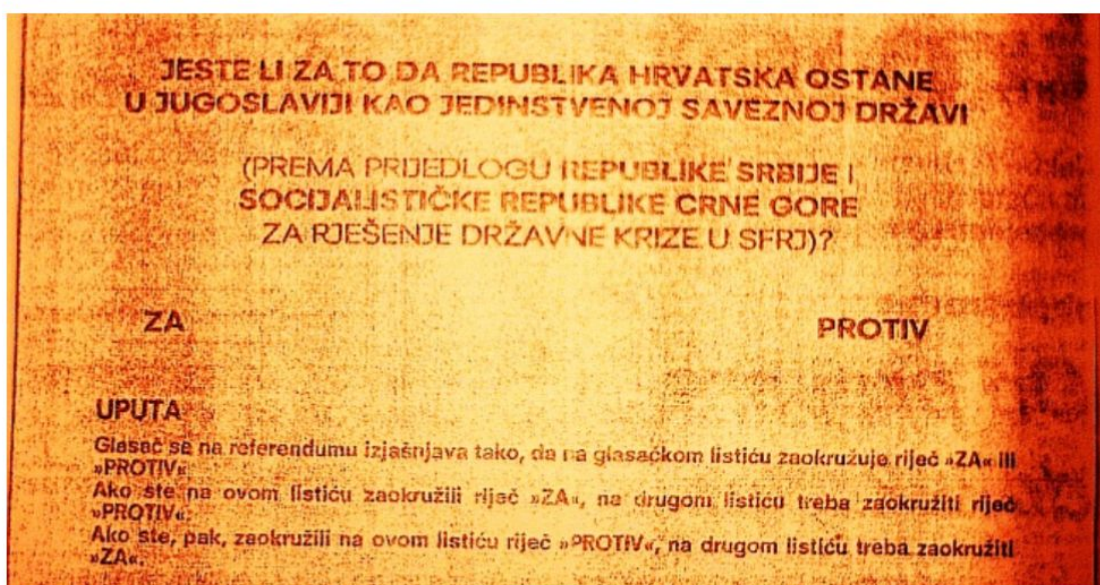 JESTE LI ZA TO DA REPUBLIKA HRVATSKA OSTANE
U JUGOSLAVIJI KAO JEDINSTVENOJ SAVEZNOJ DRŽAVI
(PREMA PRIJEDLOGU REPUBLIKE SRBIJE I
SOCIJALISTIČKE REPUBLIKE CRNE GORE
ZA RJEŠENJE DRŽAVNE KRIZE U SFRJ)?
ZA PROTIV
UPUTA
Glasač se na referendumu izjašnjava tako, da na glasačkom listiću zaokružuje riječ »ZA« ili
»PROTIV«
Ako ste na ovom listiću zaokružili riječ »ZA«, na drugom listiću treba zaokružiti riječ
»PROTIV«.
Ako ste, pak, zaokružili na ovom listiću riječ »PROTIV«, na drugom listiću treba zaokružiti
»ZA«.